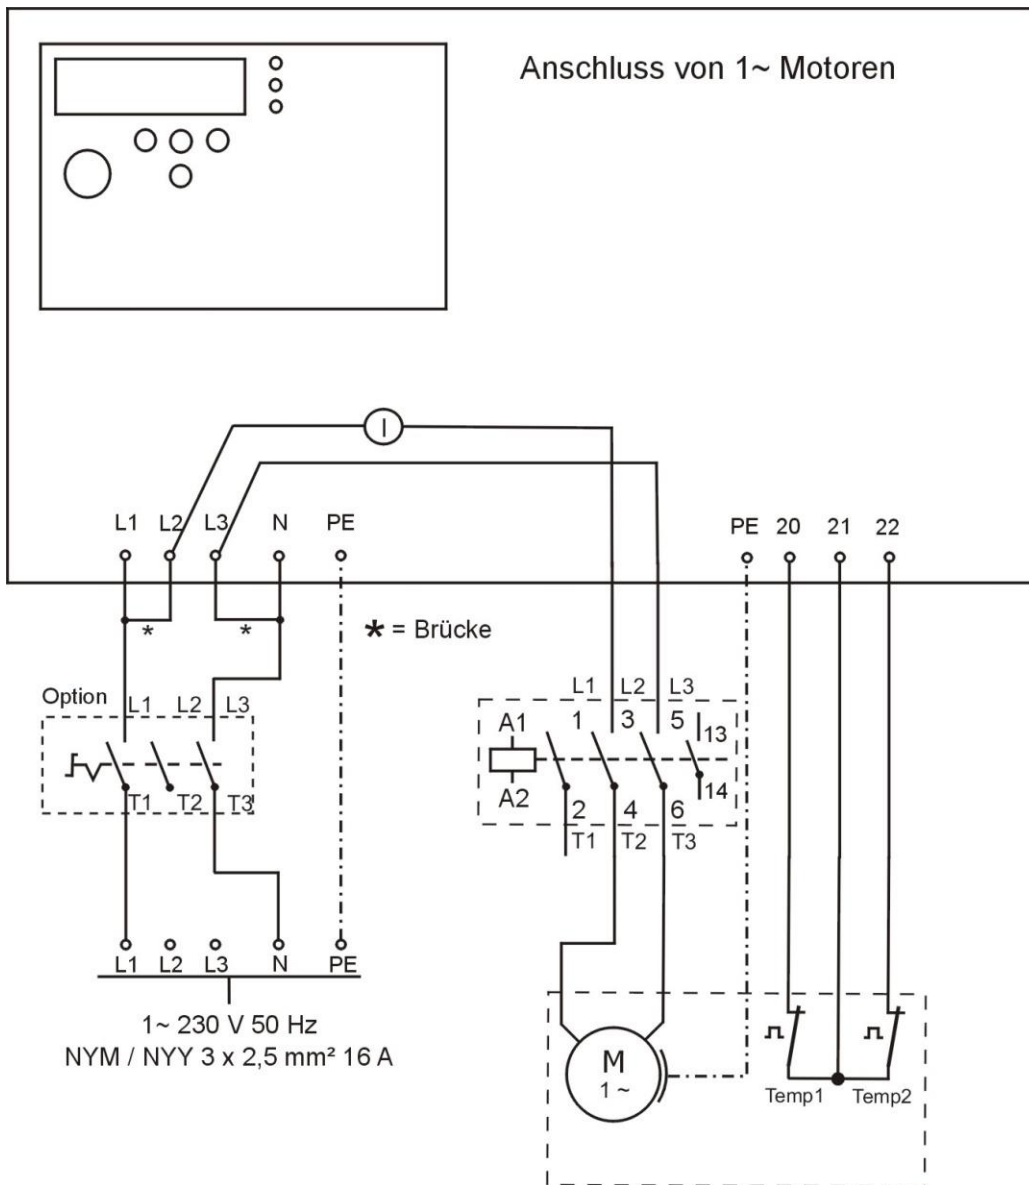 Anschluss von 1~ Motoren
I
L1 L2 L3 N PE
PE 20 21 22
* *
* = Brücke
Option
L1 L2 L3
T1 T2 T3
L1 L2 L3
A1 1 3 5 13
A2 2 4 6 14
T1 T2 T3
L1 L2 L3 N PE
1~ 230 V 50 Hz
NYM / NYY 3 x 2,5 mm² 16 A
M
1 ~
Temp1 Temp2